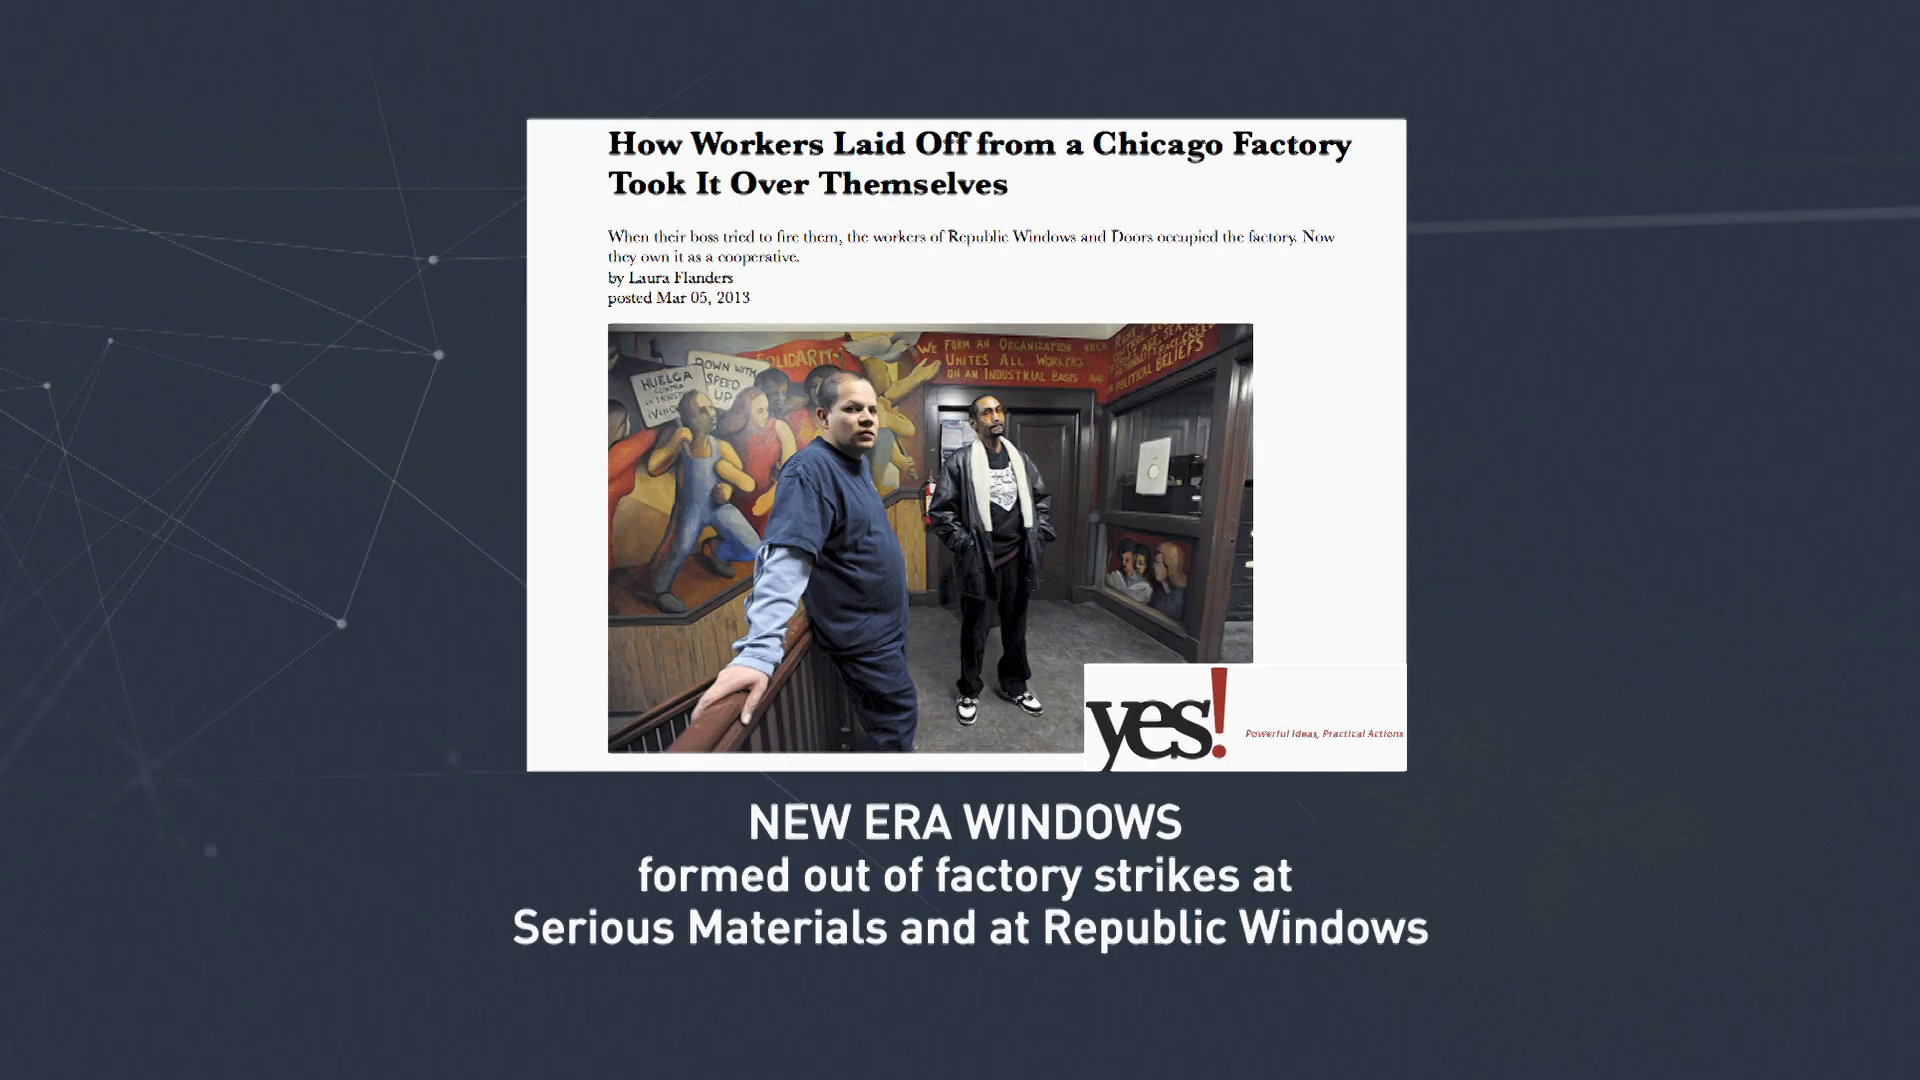 How Workers Laid Off from a Chicago Factory
Took It Over Themselves
When their boss tried to fire them, the workers of Republic Windows and Doors occupied the factory. Now
they own it as a cooperative.
by Laura Flanders
posted Mar 05, 2013
SOLIDARITY
DOWN WITH
SPEED
UP
HUELGA
CONTRA
WE FORM AN ORGANIZATION WHICH
UNITES ALL WORKERS
ON AN INDUSTRIAL BASIS AND
POLITICAL BELIEFS
yes!
Powerful Ideas, Practical Actions
NEW ERA WINDOWS
formed out of factory strikes at
Serious Materials and at Republic Windows